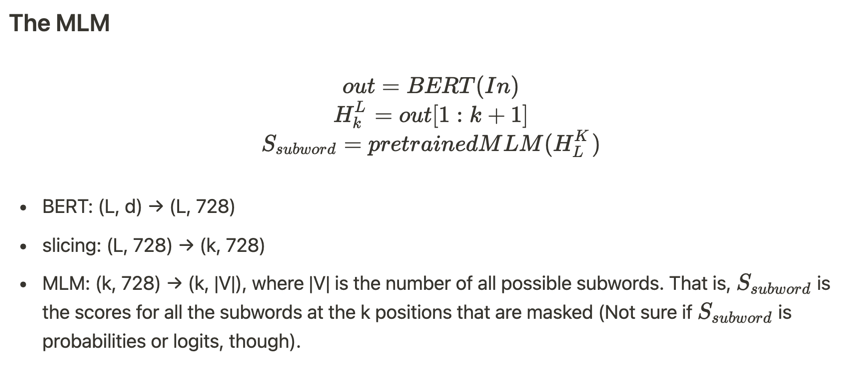 The MLM
out = BERT(In)
H_k^L = out[1 : k + 1]
S_{subword} = pretrainedMLM(H_L^K)
• BERT: (L, d) → (L, 728)
• slicing: (L, 728) → (k, 728)
• MLM: (k, 728) → (k, |V|), where |V| is the number of all possible subwords. That is, S_{subword} is
the scores for all the subwords at the k positions that are masked (Not sure if S_{subword} is
probabilities or logits, though).